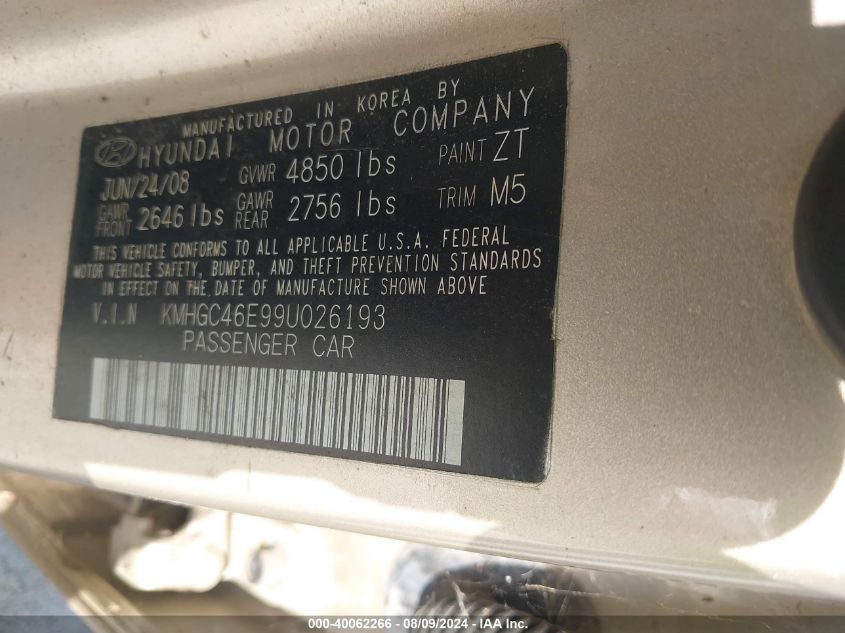 MANUFACTURED IN KOREA BY
HYUNDAI MOTOR COMPANY
JUN/24/08 GVWR 4850 lbs PAINT ZT
GAWR FRONT 2646 lbs GAWR REAR 2756 lbs TRIM M5
THIS VEHICLE CONFORMS TO ALL APPLICABLE U.S.A. FEDERAL
MOTOR VEHICLE SAFETY, BUMPER, AND THEFT PREVENTION STANDARDS
IN EFFECT ON THE DATE OF MANUFACTURE SHOWN ABOVE
V.I.N KMHGC46E99U026193
PASSENGER CAR
000-40062266 - 08/09/2024 - IAA Inc.